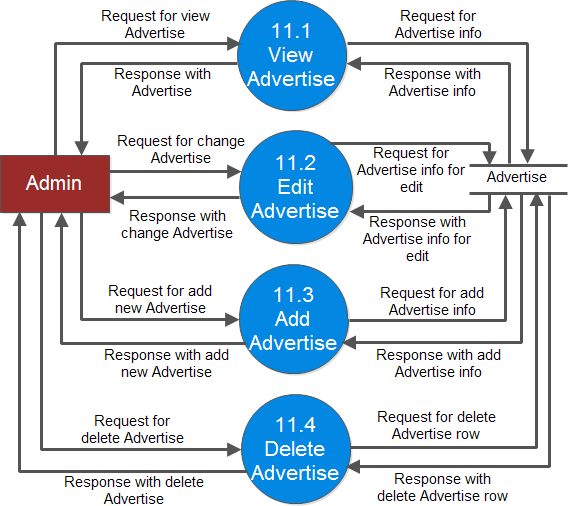 Request for view
Advertise
11.1
View
Advertise
Request for
Advertise info
Response with
Advertise
Response with
Advertise info
Request for change
Advertise
11.2
Edit
Advertise
Request for
Advertise info for
edit
Admin
Advertise
Response with
change Advertise
Response with
Advertise info for
edit
Request for add
new Advertise
11.3
Add
Advertise
Request for add
Advertise info
Response with add
new Advertise
Response with add
Advertise info
Request for
delete Advertise
11.4
Delete
Advertise
Request for delete
Advertise row
Response with delete
Advertise
Response with
delete Advertise row